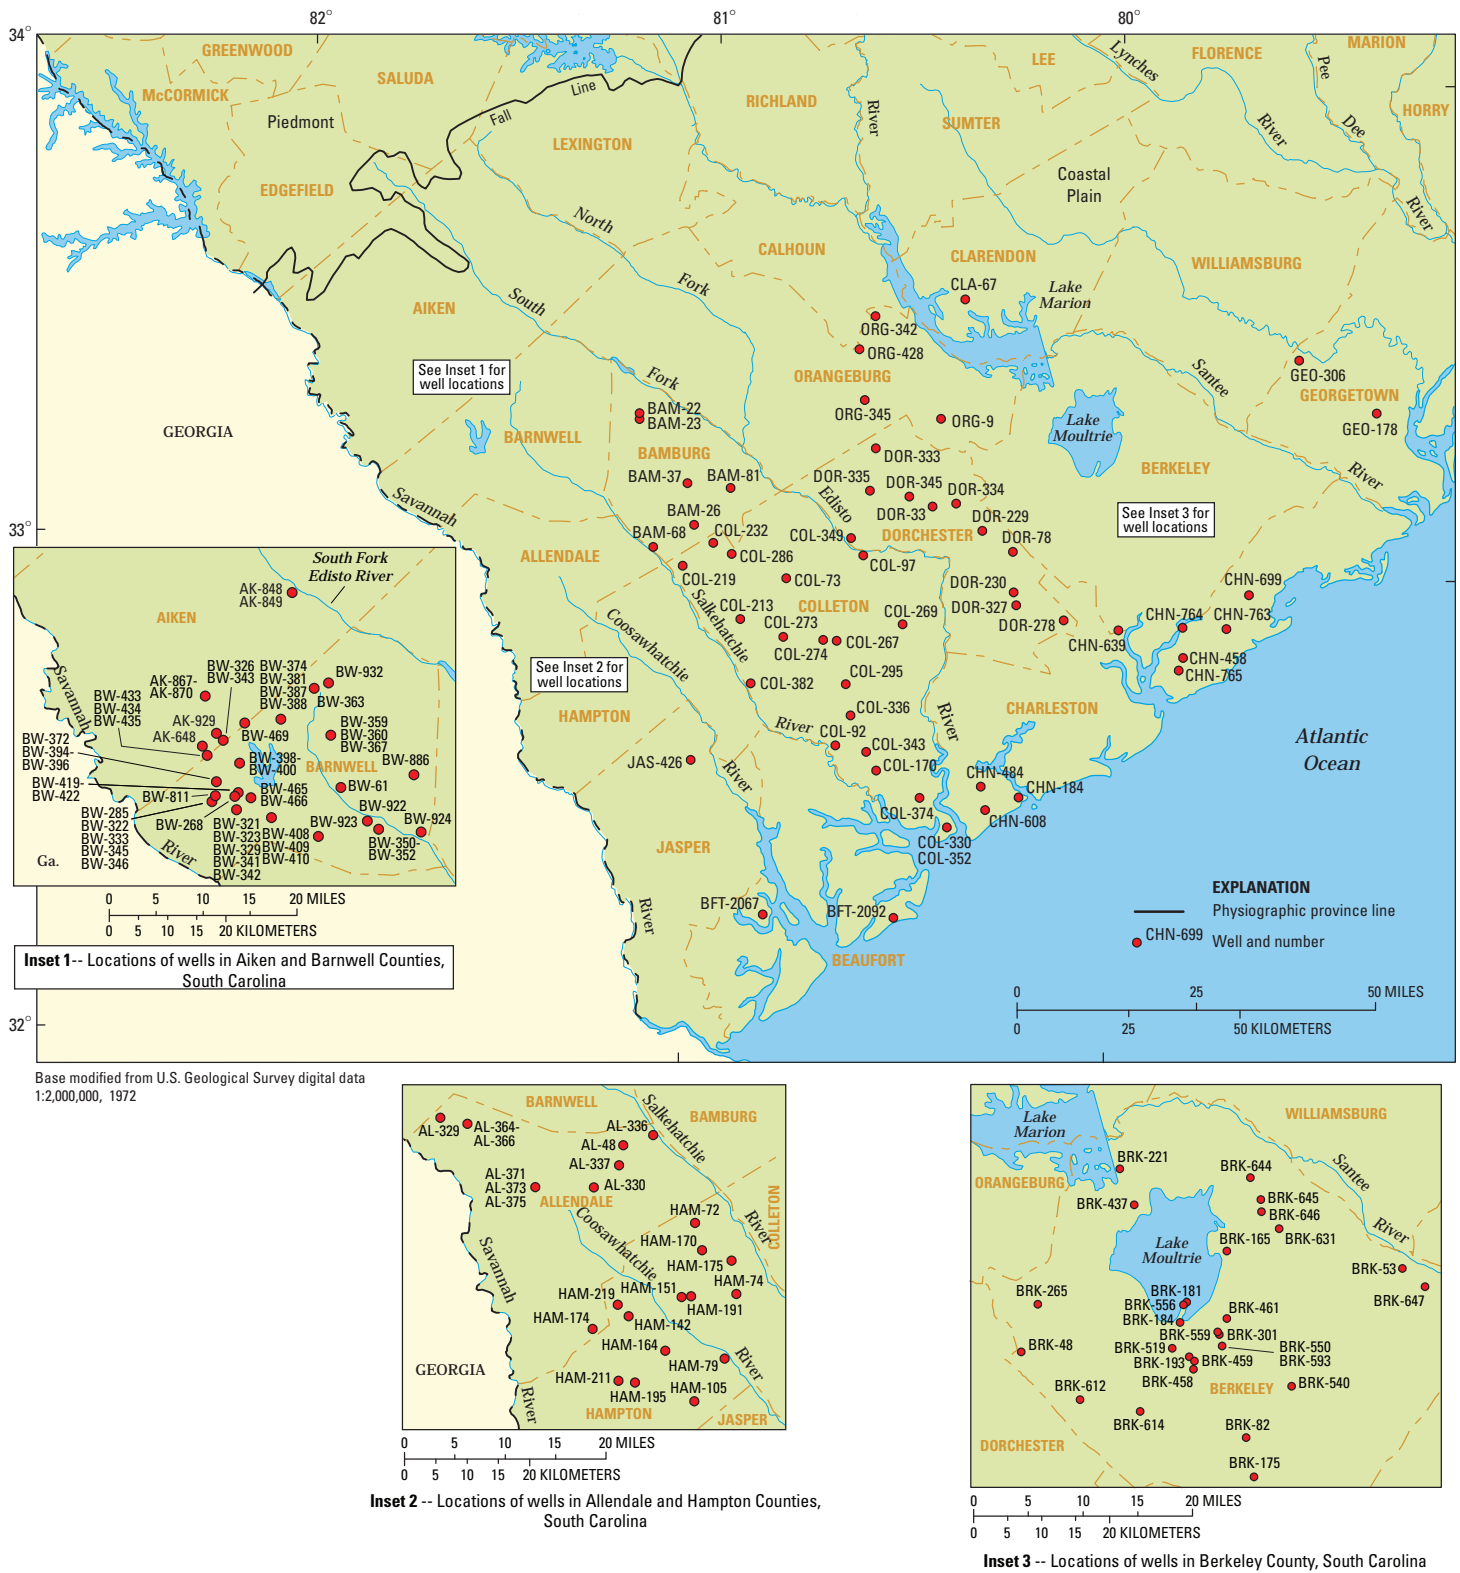 82°
81°
80°
34°
GREENWOOD
SALUDA
McCORMICK
Piedmont
Fall
Line
LEXINGTON
RICHLAND
River
LEE
Lynches
FLORENCE
MARION
Pee
Dee
River
HORRY
SUMTER
River
Coastal
Plain
EDGEFIELD
North
Fork
CALHOUN
CLARENDON
CLA-67
Lake
Marion
WILLIAMSBURG
AIKEN
South
Fork
ORG-342
ORG-428
ORANGEBURG
See Inset 1 for
well locations
Santee
River
GEO-306
GEORGETOWN
GEO-178
GEORGIA
BARNWELL
BAM-22
BAM-23
BAMBURG
ORG-345
ORG-9
Lake
Moultrie
BERKELEY
DOR-333
BAM-37
BAM-81
DOR-335
DOR-345
DOR-334
DOR-33
Edisto
River
Savannah
BAM-26
COL-232
COL-349
DORCHESTER
DOR-229
DOR-78
See Inset 3 for
well locations
33°
BAM-68
ALLENDALE
COL-286
COL-97
COL-219
COL-73
DOR-230
DOR-327
DOR-278
CHN-699
CHN-764
CHN-763
CHN-639
CHN-458
CHN-765
Salkehatchie
River
COL-213
COLLETON
COL-273
COL-269
COL-274
COL-267
Coosawhatchie
River
See Inset 2 for
well locations
COL-382
COL-295
HAMPTON
COL-336
COL-92
COL-343
COL-170
CHARLESTON
JAS-426
CHN-484
CHN-184
CHN-608
COL-374
COL-330
COL-352
Atlantic
Ocean
JASPER
River
BFT-2067
BFT-2092
BEAUFORT
EXPLANATION
Physiographic province line
CHN-699
Well and number
0 25 50 MILES
0 25 50 KILOMETERS
32°
South Fork
Edisto River
AK-848
AK-849
AIKEN
Savannah
River
AK-867-
AK-870
BW-326
BW-343
BW-374
BW-381
BW-387
BW-388
BW-932
BW-363
BW-433
BW-434
BW-435
AK-929
AK-648
BW-469
BW-359
BW-360
BW-367
BW-372
BW-394-
BW-396
BW-398-
BW-400
BARNWELL
BW-886
BW-419-
BW-422
BW-811
BW-465
BW-466
BW-61
BW-285
BW-322
BW-333
BW-345
BW-346
BW-268
BW-321
BW-323
BW-329
BW-341
BW-342
BW-408
BW-409
BW-410
BW-923
BW-922
BW-924
BW-350-
BW-352
Ga.
0 5 10 15 20 MILES
0 5 10 15 20 KILOMETERS
Inset 1-- Locations of wells in Aiken and Barnwell Counties,
South Carolina
Base modified from U.S. Geological Survey digital data
1:2,000,000, 1972
BARNWELL
Salkehatchie
River
BAMBURG
AL-329
AL-364-
AL-366
AL-336
AL-48
AL-337
AL-371
AL-373
AL-375
AL-330
ALLENDALE
COLLETON
HAM-72
HAM-170
HAM-175
HAM-74
Coosawhatchie
River
Savannah
River
HAM-151
HAM-191
HAM-219
HAM-142
HAM-174
HAM-164
HAM-79
GEORGIA
HAM-211
HAM-195
HAM-105
HAMPTON
JASPER
0 5 10 15 20 MILES
0 5 10 15 20 KILOMETERS
Inset 2 -- Locations of wells in Allendale and Hampton Counties,
South Carolina
Lake
Marion
WILLIAMSBURG
BRK-221
ORANGEBURG
BRK-644
Santee
River
BRK-437
BRK-645
BRK-646
BRK-631
Lake
Moultrie
BRK-165
BRK-53
BRK-647
BRK-265
BRK-181
BRK-556
BRK-184
BRK-461
BRK-559
BRK-301
BRK-48
BRK-519
BRK-550
BRK-593
BRK-193
BRK-459
BRK-458
BERKELEY
BRK-540
BRK-612
BRK-614
BRK-82
DORCHESTER
BRK-175
0 5 10 15 20 MILES
0 5 10 15 20 KILOMETERS
Inset 3 -- Locations of wells in Berkeley County, South Carolina